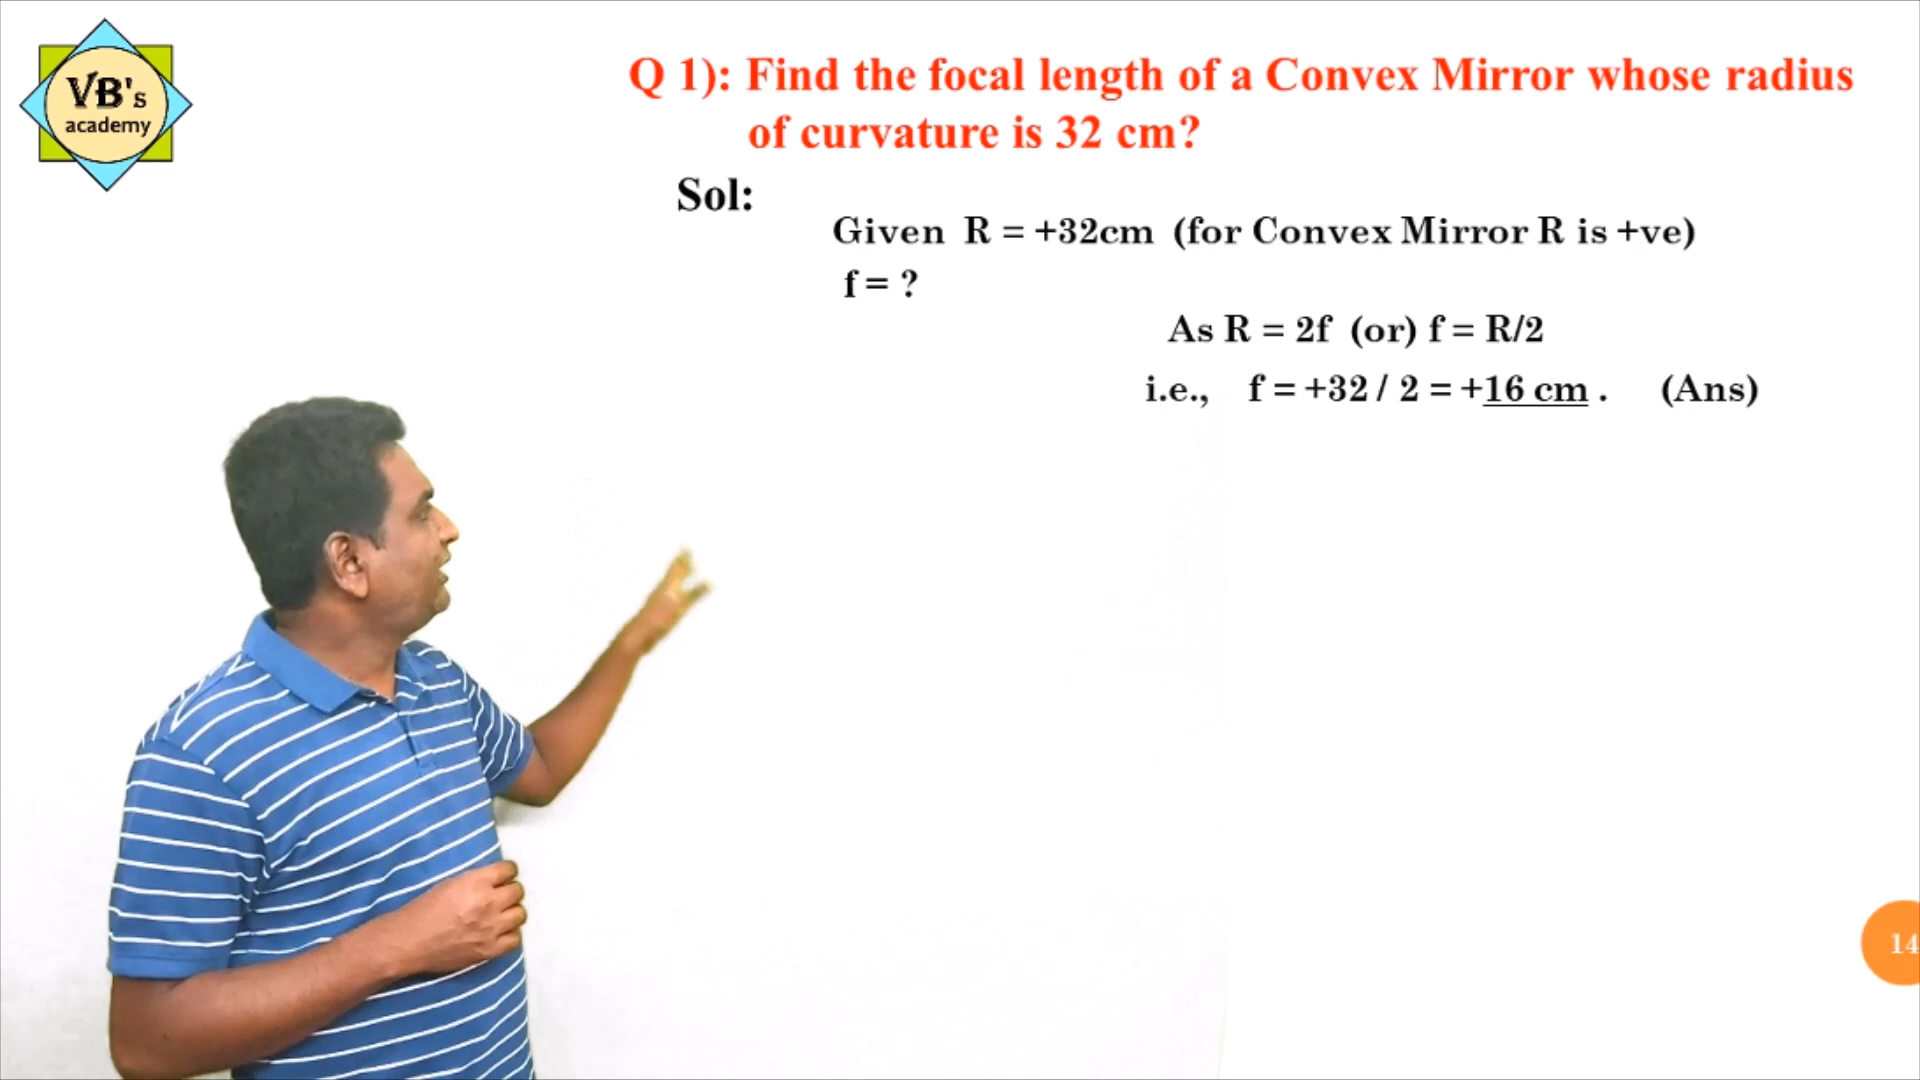 VB's
academy
Q 1): Find the focal length of a Convex Mirror whose radius
of curvature is 32 cm?
Sol:
Given R = +32cm (for Convex Mirror R is +ve)
f = ?
As R = 2f (or) f = R/2
i.e., f = +32 / 2 = +16 cm . (Ans)
14